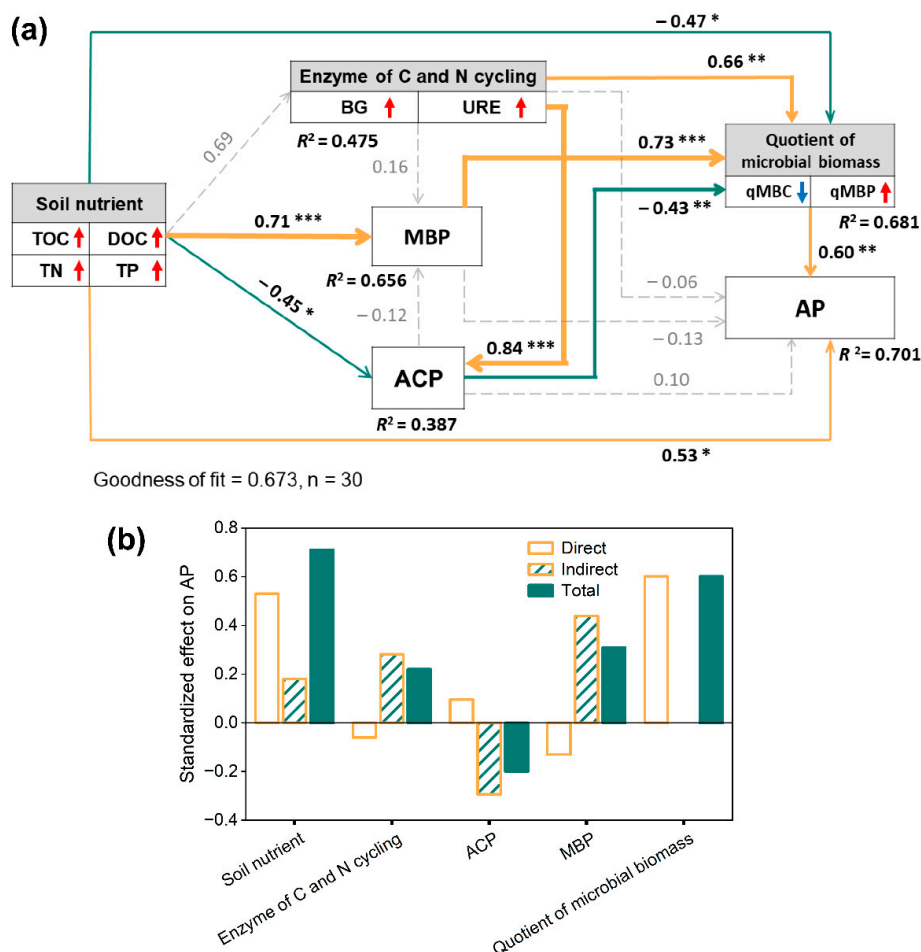 (a)
− 0.47 *
0.66 **
Enzyme of C and N cycling
BG
URE
R² = 0.475
0.69
0.16
0.73 ***
Quotient of
microbial biomass
qMBC
qMBP
R² = 0.681
Soil nutrient
TOC
DOC
TN
TP
0.71 ***
MBP
R² = 0.656
− 0.43 **
0.60 **
− 0.45 *
− 0.12
− 0.06
− 0.13
AP
R ²= 0.701
0.84 ***
ACP
R² = 0.387
0.10
0.53 *
Goodness of fit = 0.673, n = 30
(b)
Standardized effect on AP
0.8
0.6
0.4
0.2
0.0
−0.2
−0.4
Direct
Indirect
Total
Soil nutrient
Enzyme of C and N cycling
ACP
MBP
Quotient of microbial biomass